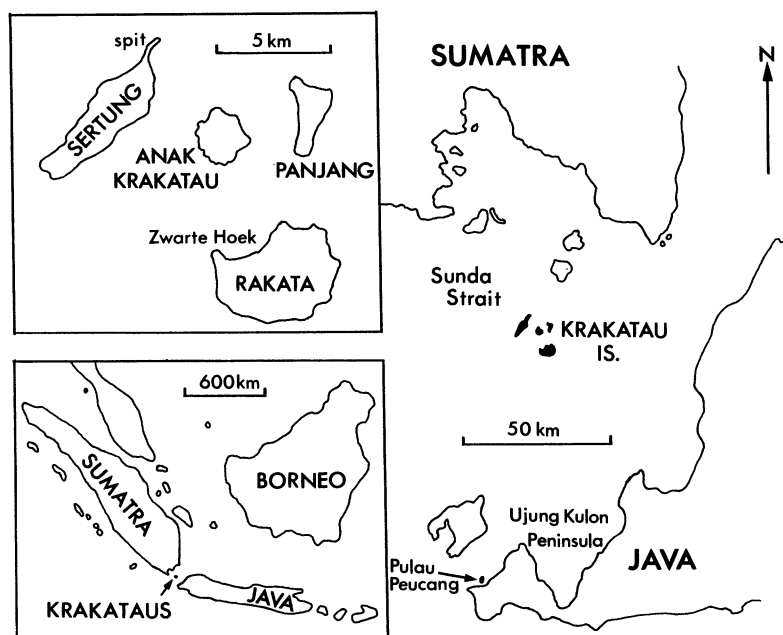 spit
5 km
SERTUNG
ANAK
KRAKATAU
PANJANG
Zwarte Hoek
RAKATA
SUMATRA
N
Sunda
Strait
KRAKATAU
IS.
50 km
Ujung Kulon
Peninsula
JAVA
Pulau
Peucang
600km
SUMATRA
BORNEO
KRAKATAUS
JAVA